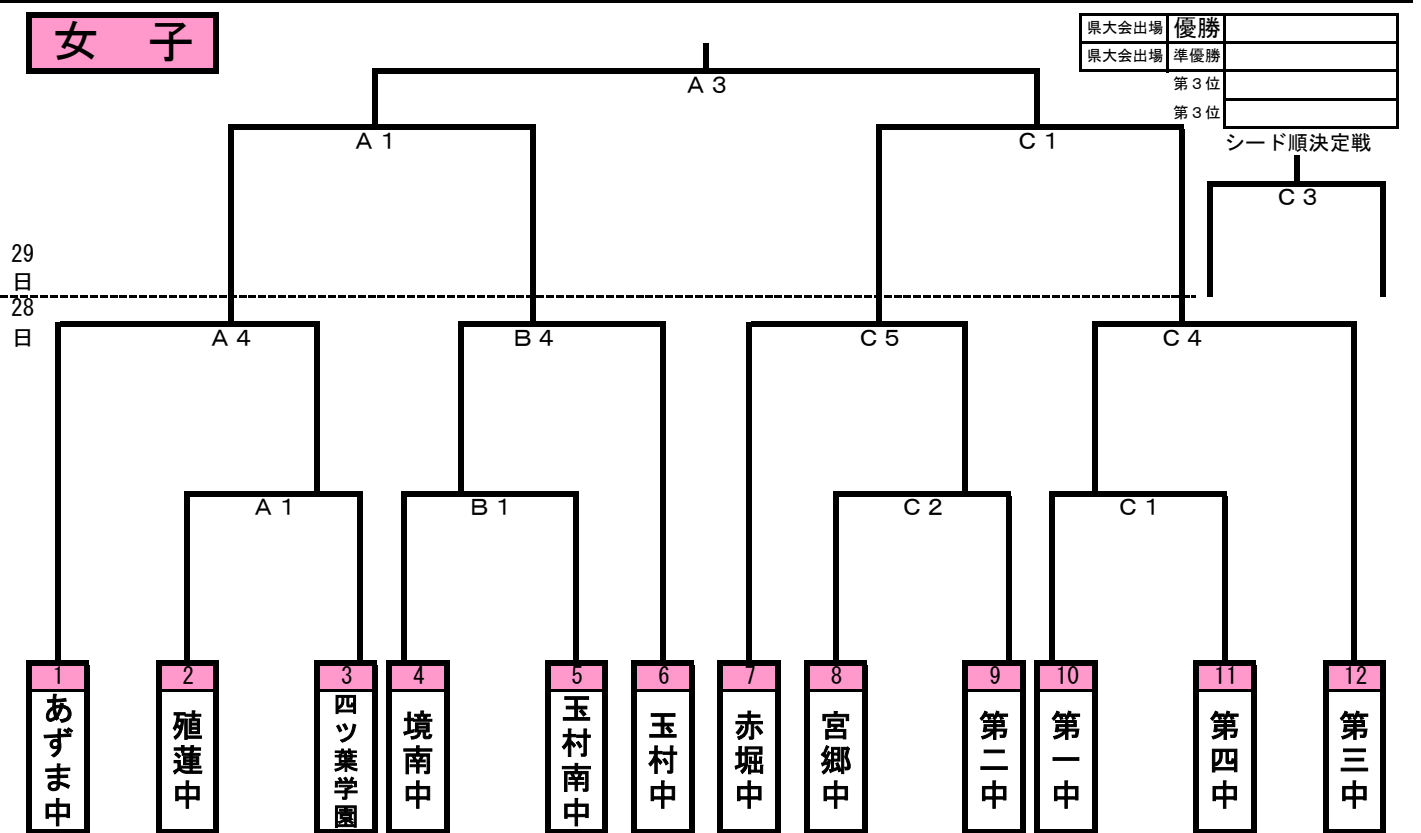 女　子
県大会出場 優勝
県大会出場 準優勝
第３位
第３位
Ａ３
Ａ１
Ｃ１
シード順決定戦
Ｃ３
29
日
28
日
Ａ４
Ｂ４
Ｃ５
Ｃ４
Ａ１
Ｂ１
Ｃ２
Ｃ１
1
あずま中
2
殖蓮中
3
四ツ葉学園
4
境南中
5
玉村南中
6
玉村中
7
赤堀中
8
宮郷中
9
第二中
10
第一中
11
第四中
12
第三中